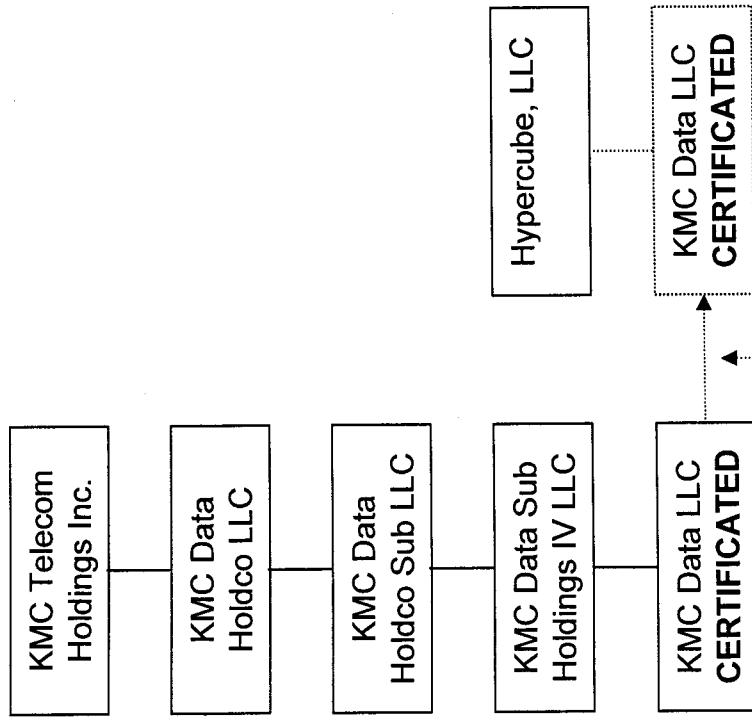 KMC Telecom
Holdings Inc.
KMC Data
Holdco LLC
KMC Data
Holdco Sub LLC
KMC Data Sub
Holdings IV LLC
KMC Data LLC
CERTIFICATED
Hypercube, LLC
KMC Data LLC
CERTIFICATED